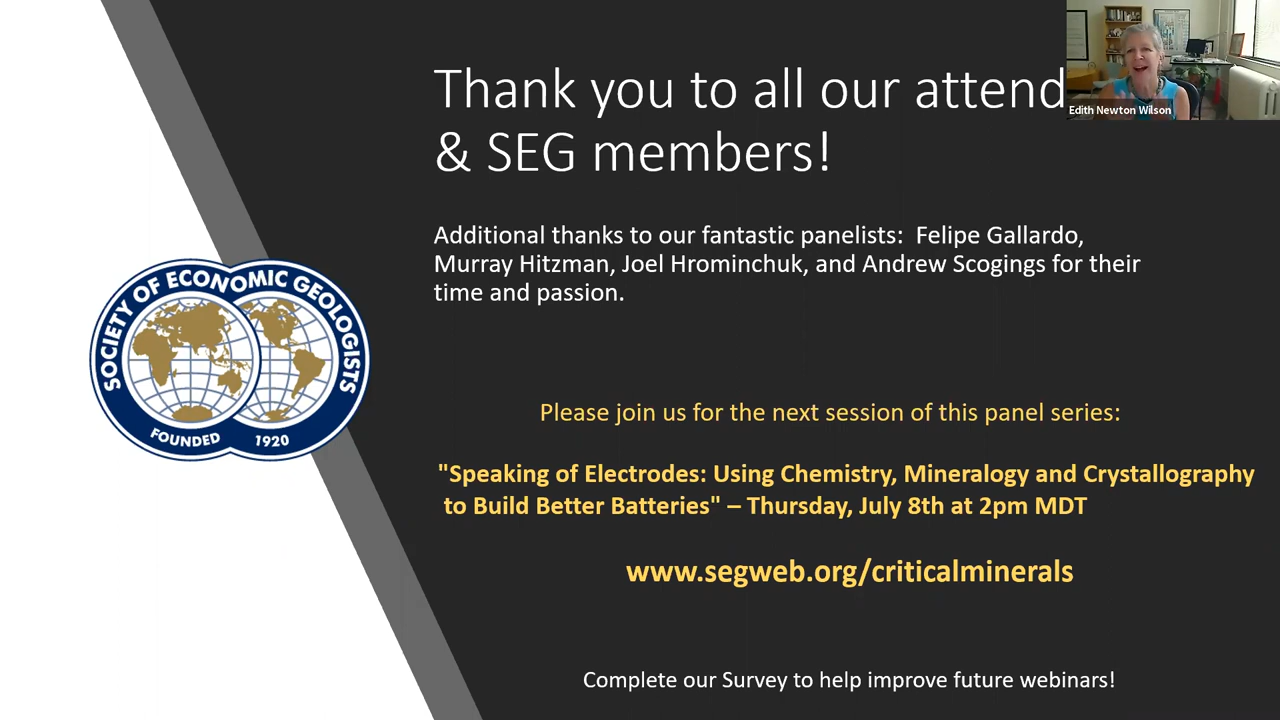 Thank you to all our attend
& SEG members!
Edith Newton Wilson
Additional thanks to our fantastic panelists: Felipe Gallardo,
Murray Hitzman, Joel Hrominchuk, and Andrew Scogings for their
time and passion.
SOCIETY OF ECONOMIC GEOLOGISTS
FOUNDED 1920
Please join us for the next session of this panel series:
"Speaking of Electrodes: Using Chemistry, Mineralogy and Crystallography
to Build Better Batteries" – Thursday, July 8th at 2pm MDT
www.segweb.org/criticalminerals
Complete our Survey to help improve future webinars!